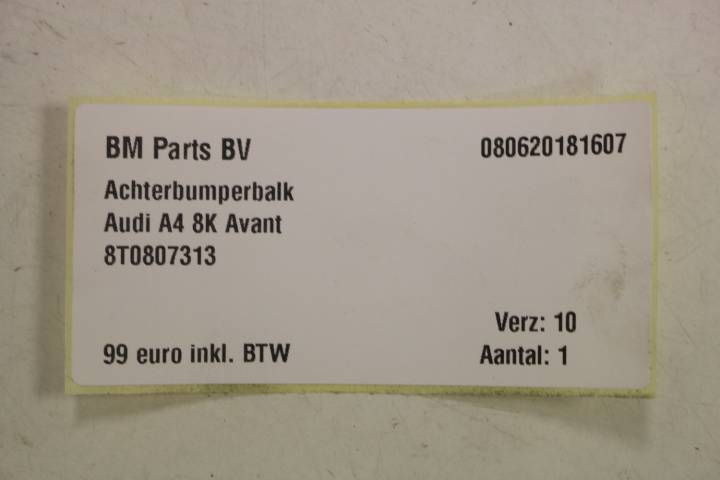 BM Parts BV 080620181607
Achterbumperbalk
Audi A4 8K Avant
8T0807313
Verz: 10
99 euro inkl. BTW Aantal: 1